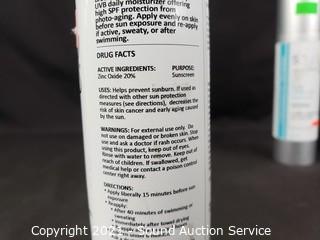 UVB daily moisturizer offering
high SPF protection from
photo-aging. Apply evenly on skin
before sun exposure and re-apply
if active, sweaty, or after
swimming.
DRUG FACTS
ACTIVE INGREDIENTS: PURPOSE:
Zinc Oxide 20% Sunscreen
USES: Helps prevent sunburn. If used as
directed with other sun protection
measures (see directions), decreases the
risk of skin cancer and early aging caused
by the sun.
WARNINGS: For external use only. Do
not use on damaged or broken skin. Stop
use and ask a doctor if rash occurs. When
using this product, keep out of eyes.
Rinse with water to remove. Keep out of
reach of children. If swallowed, get
medical help or contact a poison control
center right away.
DIRECTIONS:
• Apply liberally 15 minutes before sun
exposure
• Reapply:
• After 40 minutes of swimming or
sweating
• immediately after towel drying
Copyright 2023 - Sound Auction Service